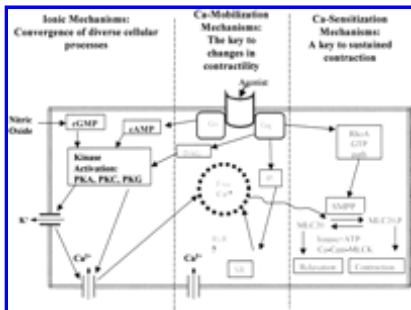 Ionic Mechanisms:
Convergence of diverse cellular
processes
Ca-Mobilization
Mechanisms:
The key to
changes in
contractility
Ca-Sensitization
Mechanisms:
A key to sustained
contraction
Agonist
Nitric
Oxide
cGMP
cAMP
Kinase
Activation:
PKA, PKC, PKG
RhoA
GTP
SMPP
MLC20
MLC20-P
Relaxation
Contraction
K⁺
Ca²⁺
Ca²⁺
Ca²⁺
SR